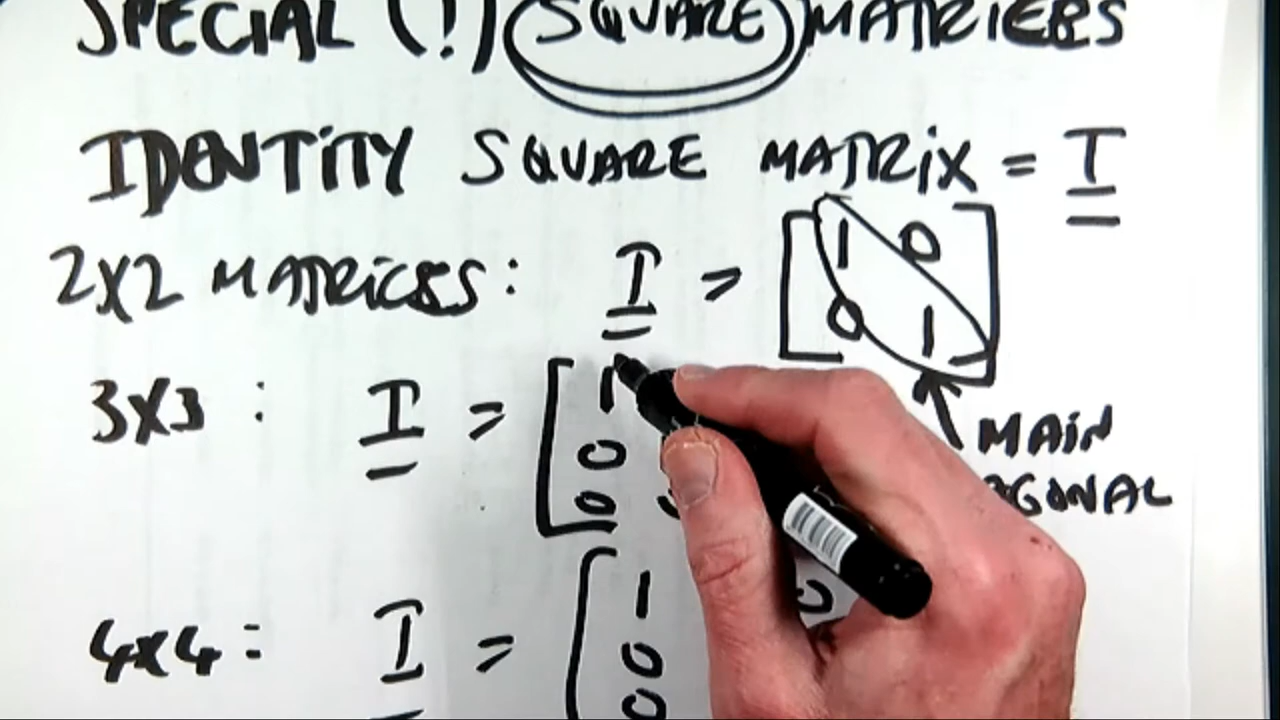 SPECIAL (!) SQUARE MATRICES
IDENTITY SQUARE MATRIX = I
2X2 MATRICES: I = [1 0
0 1]
3X3 : I = [1
0
0
MAIN
AGONAL
4X4: I = [1
0
0
0